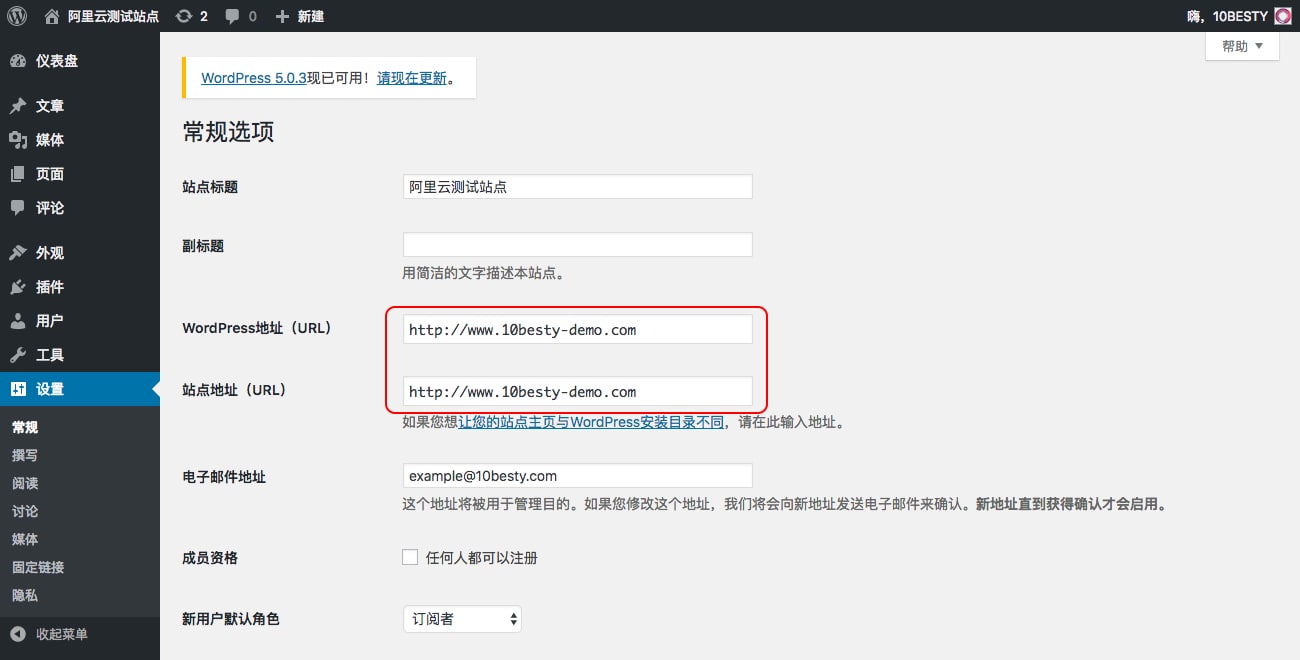 阿里云测试站点 2 0 新建 嗨，10BESTY
帮助
仪表盘
文章
媒体
页面
评论
外观
插件
用户
工具
设置
常规
撰写
阅读
讨论
媒体
固定链接
隐私
收起菜单
WordPress 5.0.3现已可用！请现在更新。
常规选项
站点标题 阿里云测试站点
副标题
用简洁的文字描述本站点。
WordPress地址（URL） http://www.10besty-demo.com
站点地址（URL） http://www.10besty-demo.com
如果您想让您的站点主页与WordPress安装目录不同，请在此输入地址。
电子邮件地址 example@10besty.com
这个地址将被用于管理目的。如果您修改这个地址，我们将会向新地址发送电子邮件来确认。新地址直到获得确认才会启用。
成员资格 任何人都可以注册
新用户默认角色 订阅者